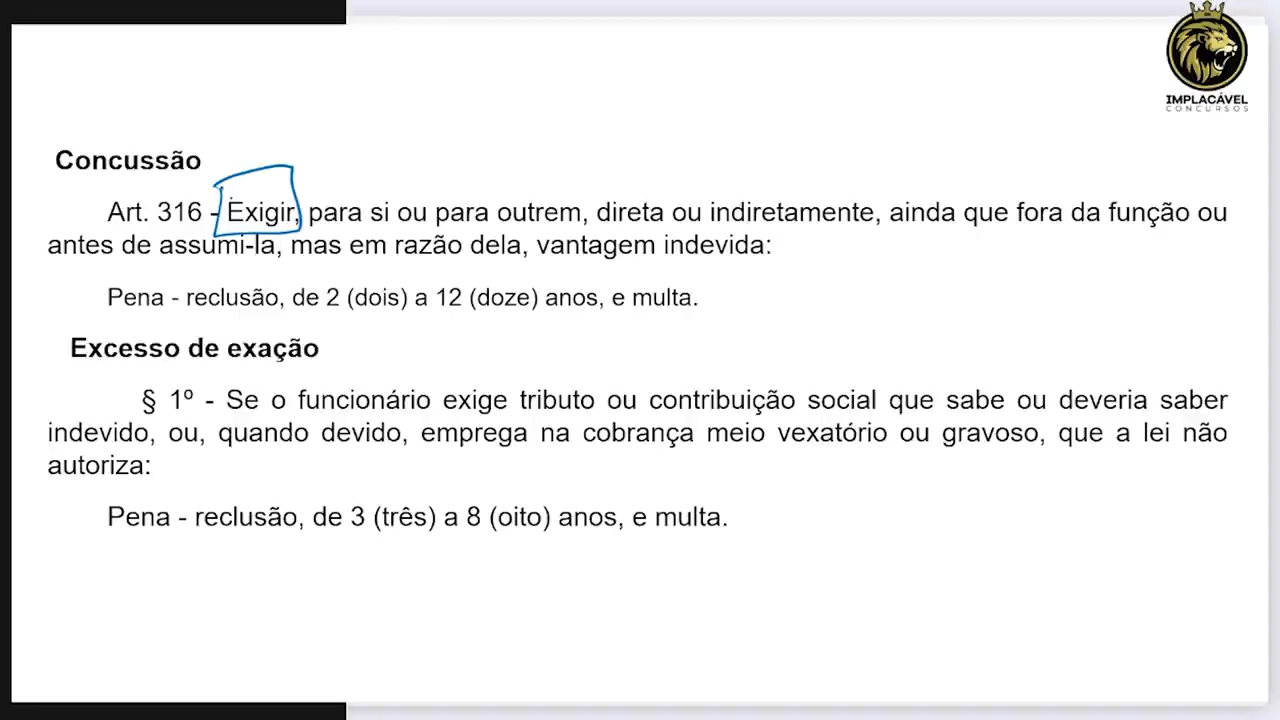 IMPLACÁVEL
CONCURSOS
Concussão
Art. 316 - Exigir, para si ou para outrem, direta ou indiretamente, ainda que fora da função ou
antes de assumi-la, mas em razão dela, vantagem indevida:
Pena - reclusão, de 2 (dois) a 12 (doze) anos, e multa.
Excesso de exação
§ 1º - Se o funcionário exige tributo ou contribuição social que sabe ou deveria saber
indevido, ou, quando devido, emprega na cobrança meio vexatório ou gravoso, que a lei não
autoriza:
Pena - reclusão, de 3 (três) a 8 (oito) anos, e multa.